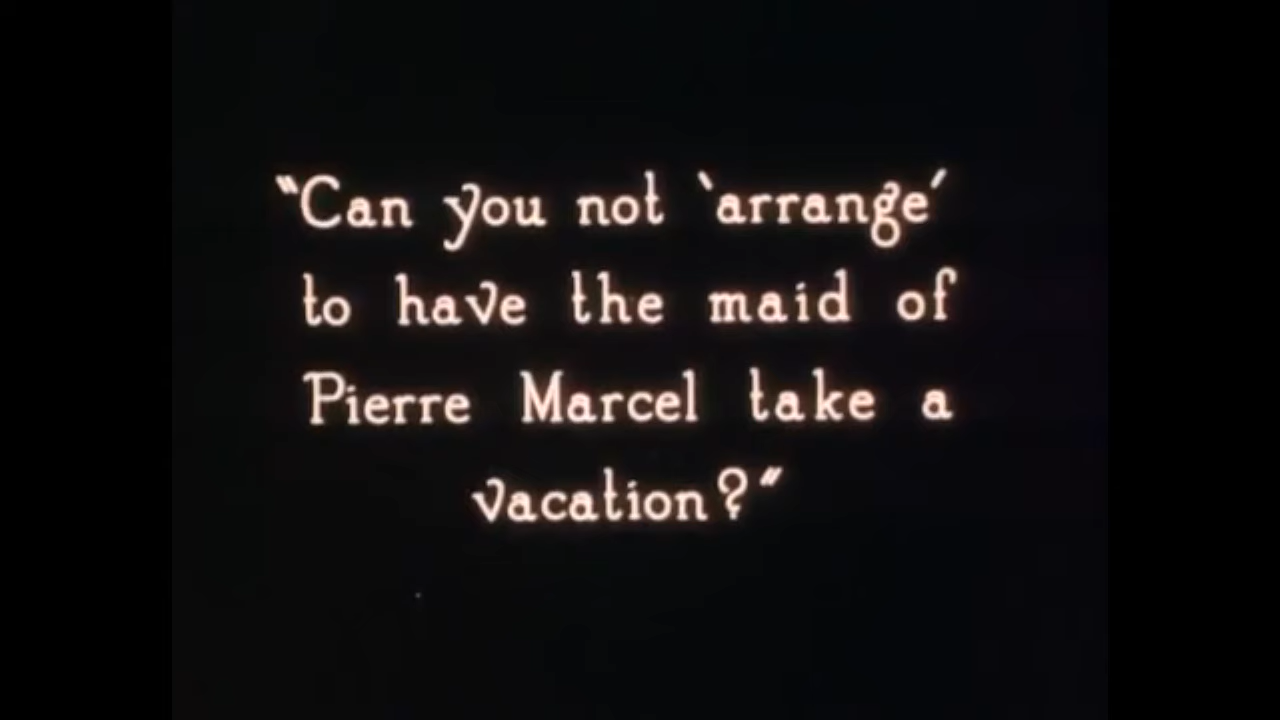 "Can you not 'arrange'
to have the maid of
Pierre Marcel take a
vacation?"